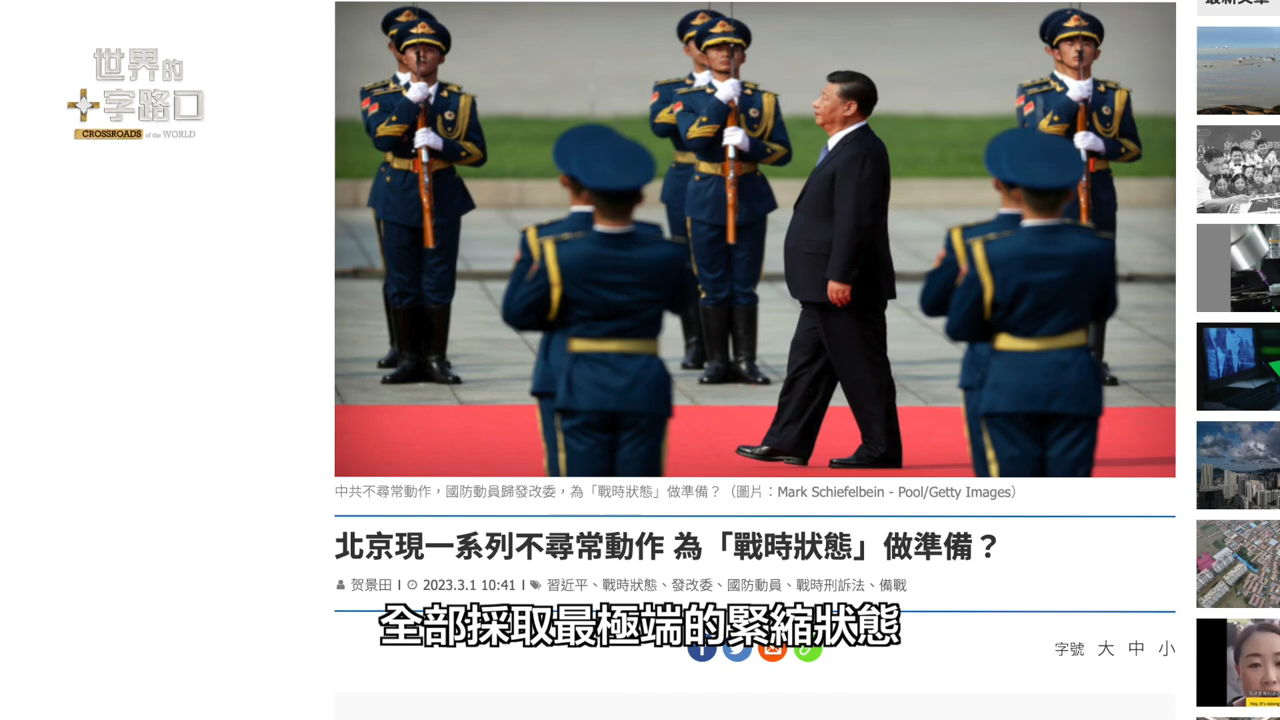 世界的
十字路口
CROSSROADS of the WORLD
中共不尋常動作，國防動員歸發改委，為「戰時狀態」做準備？（圖片：Mark Schiefelbein - Pool/Getty Images）
北京現一系列不尋常動作 為「戰時狀態」做準備？
贺景田 I 2023.3.1 10:41 I 習近平、戰時狀態、發改委、國防動員、戰時刑訴法、備戰
全部採取最極端的緊縮狀態
字號 大 中 小